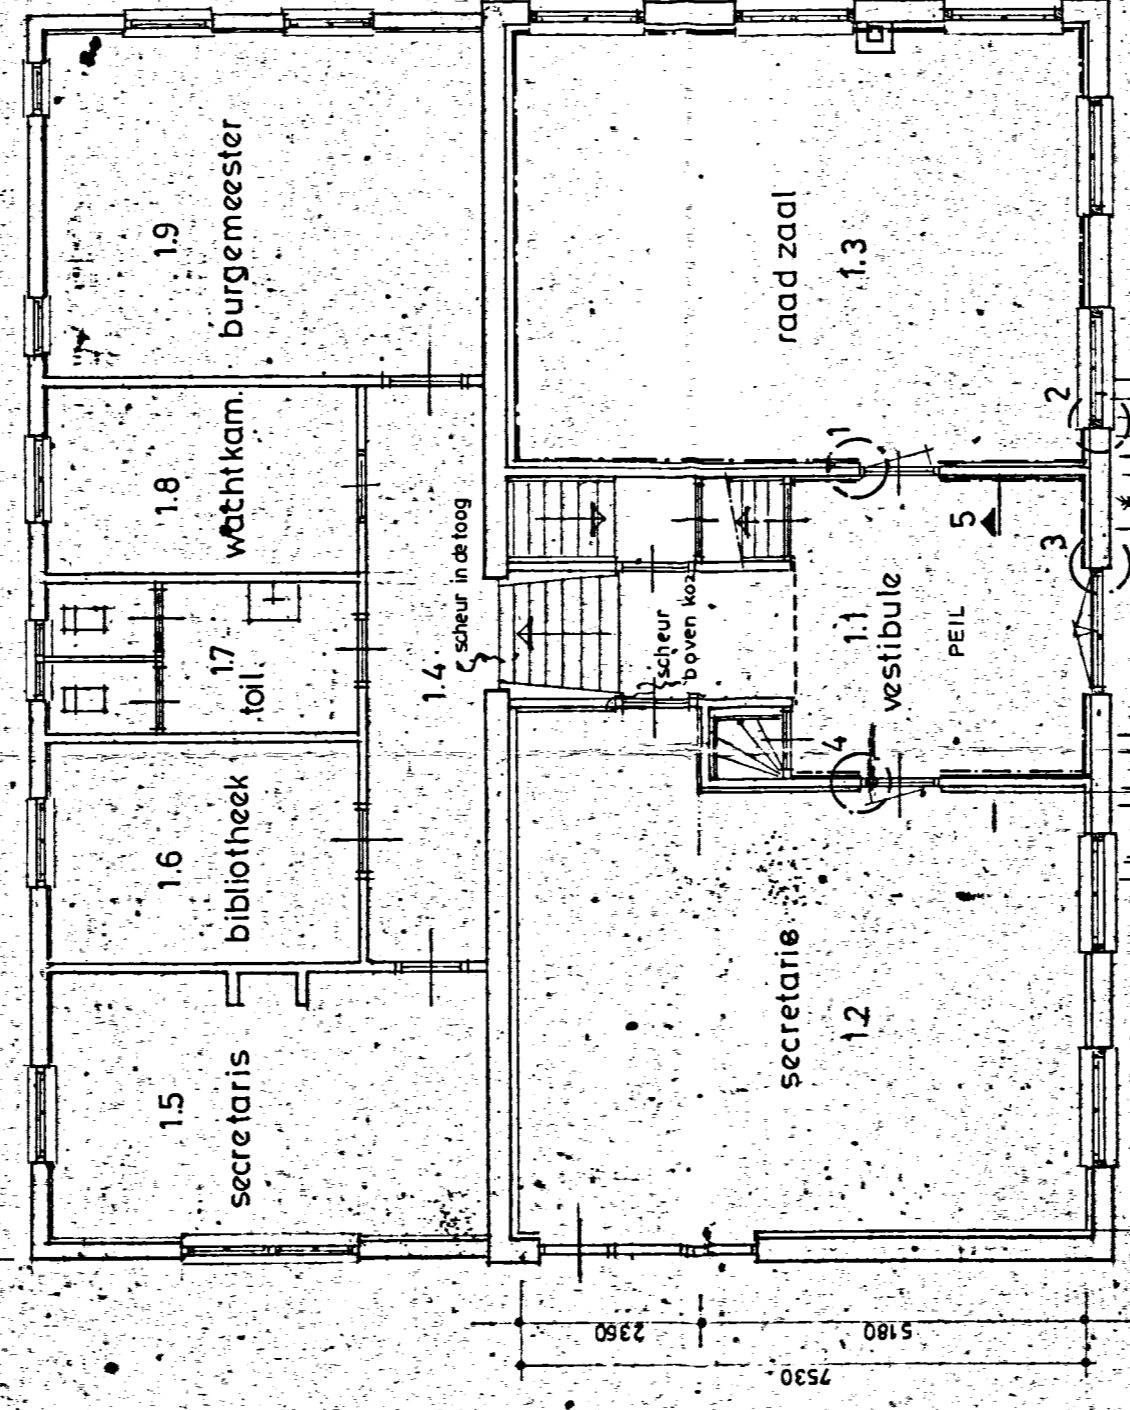 1.5
secretaris
1.6
bibliotheek
1.7
toil.
1.8
wachtkam.
1.9
burgemeester
1.4
scheur in de toog
scheur
boven koz
1.1
vestibule
PEIL
secretarie
1.2
raad zaal
1.3
1
2
3
4
5
2360
5180
7530